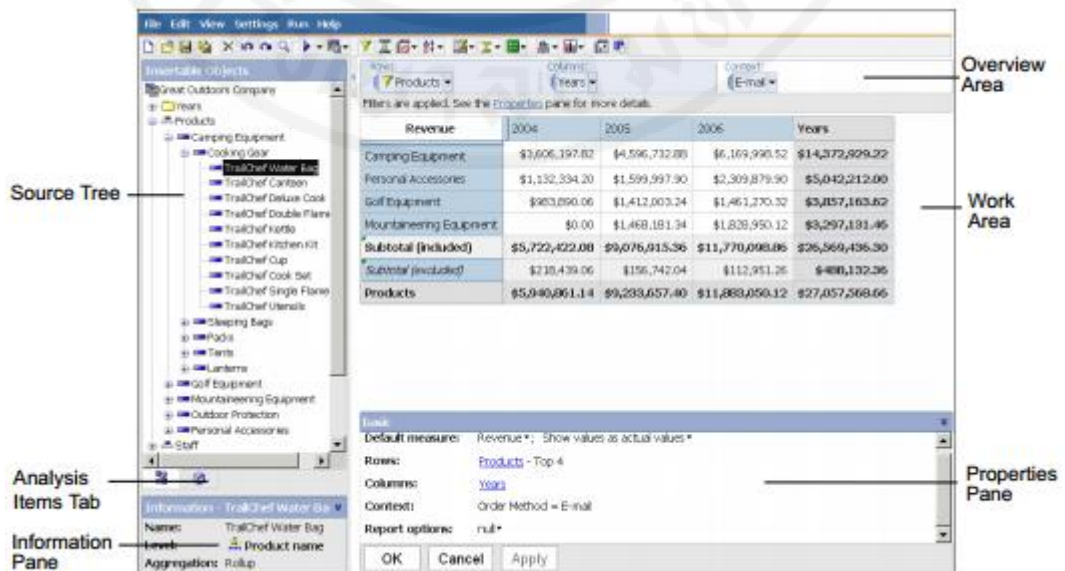 File Edit View Settings Run Help
Insertable Objects
Great Outdoors Company
Years
Products
Camping Equipment
Cooking Gear
TrailChef Water Bag
TrailChef Canteen
TrailChef Deluxe Cook
TrailChef Double Flame
TrailChef Kettle
TrailChef Kitchen Kit
TrailChef Cup
TrailChef Cook Set
TrailChef Single Flame
TrailChef Utensils
Sleeping Bags
Packs
Tents
Lanterns
Golf Equipment
Mountaineering Equipment
Outdoor Protection
Personal Accessories
Staff
Source Tree
Analysis
Items Tab
Information - TrailChef Water Ba
Name: TrailChef Water Bag
Level: Product name
Aggregation: Rollup
Information
Pane
Rows: Columns: Context:
Products Years E-mail
Filters are applied. See the Properties pane for more details.
Overview
Area
Revenue 2004 2005 2006 Years
Camping Equipment $3,606,197.82 $4,596,732.88 $6,169,998.52 $14,372,929.22
Personal Accessories $1,132,334.20 $1,599,997.90 $2,309,879.90 $5,042,212.00
Golf Equipment $983,890.06 $1,412,003.24 $1,461,270.32 $3,857,163.62
Mountaineering Equipment $0.00 $1,468,181.34 $1,828,950.12 $3,297,131.46
Subtotal (included) $5,722,422.08 $9,076,915.36 $11,770,098.86 $26,569,436.30
Subtotal (excluded) $218,439.06 $156,742.04 $112,951.26 $488,132.36
Products $5,940,861.14 $9,233,657.40 $11,883,050.12 $27,057,568.66
Work
Area
Default measure: Revenue; Show values as actual values
Rows: Products - Top 4
Columns: Years
Context: Order Method = E-mail
Report options: null
OK Cancel Apply
Properties
Pane